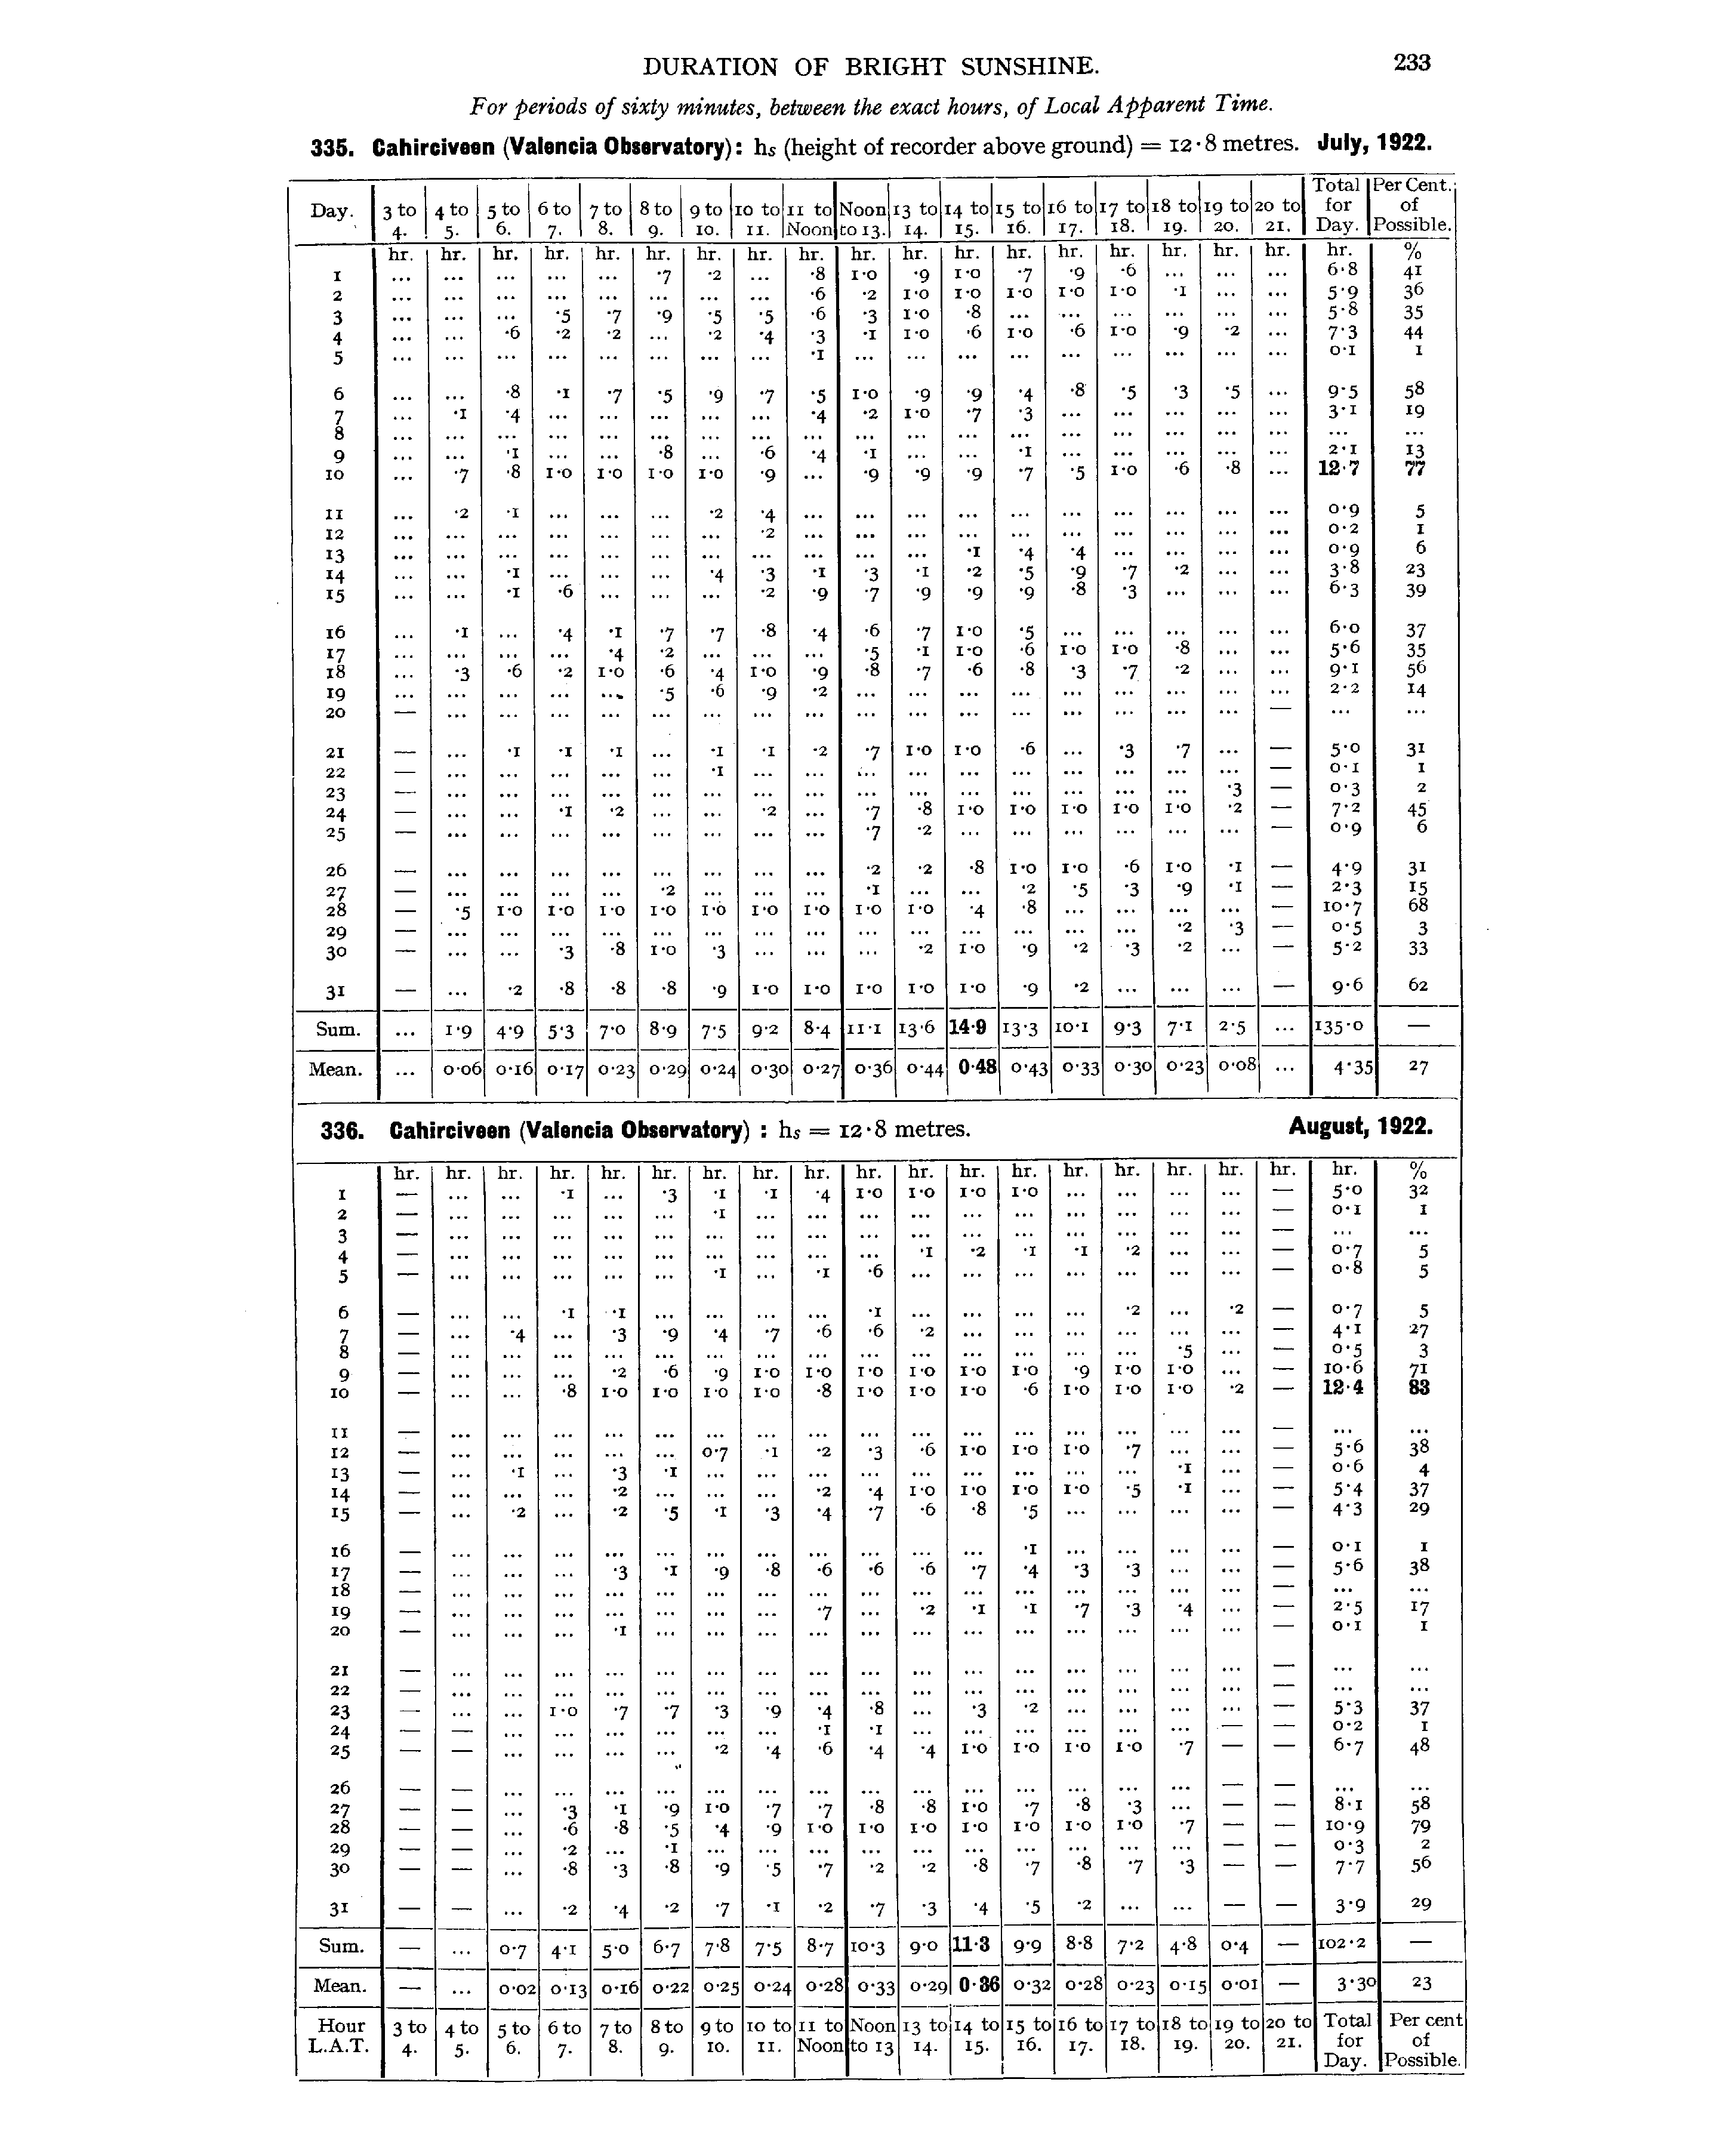 DURATION OF BRIGHT SUNSHINE. 233
For periods of sixty minutes, between the exact hours, of Local Apparent Time.
335. Cahirciveen (Valencia Observatory): hs (height of recorder above ground) = 12·8 metres. July, 1922.
Day. 3 to 4. 4 to 5. 5 to 6. 6 to 7. 7 to 8. 8 to 9. 9 to 10. 10 to 11. 11 to Noon Noon to 13. 13 to 14. 14 to 15. 15 to 16. 16 to 17. 17 to 18. 18 to 19. 19 to 20. 20 to 21. Total for Day. Per Cent. of Possible.
hr. hr. hr. hr. hr. hr. hr. hr. hr. hr. hr. hr. hr. hr. hr. hr. hr. hr. hr. %
1 ... ... ... ... ... ·7 ·2 ... ·8 1·0 ·9 1·0 ·7 ·9 ·6 ... ... ... 6·8 41
2 ... ... ... ... ... ... ... ... ·6 ·2 1·0 1·0 1·0 1·0 1·0 ·1 ... ... 5·9 36
3 ... ... ... ·5 ·7 ·9 ·5 ·5 ·6 ·3 1·0 ·8 ... ... ... ... ... ... 5·8 35
4 ... ... ·6 ·2 ·2 ... ·2 ·4 ·3 ·1 1·0 ·6 1·0 ·6 1·0 ·9 ·2 ... 7·3 44
5 ... ... ... ... ... ... ... ... ·1 ... ... ... ... ... ... ... ... ... 0·1 1
6 ... ... ·8 ·1 ·7 ·5 ·9 ·7 ·5 1·0 ·9 ·9 ·4 ·8 ·5 ·3 ·5 ... 9·5 58
7 ... ·1 ·4 ... ... ... ... ... ·4 ·2 1·0 ·7 ·3 ... ... ... ... ... 3·1 19
8 ... ... ... ... ... ... ... ... ... ... ... ... ... ... ... ... ... ... ... ...
9 ... ... ·1 ... ... ·8 ... ·6 ·4 ·1 ... ... ·1 ... ... ... ... ... 2·1 13
10 ... ·7 ·8 1·0 1·0 1·0 1·0 ·9 ... ·9 ·9 ·9 ·7 ·5 1·0 ·6 ·8 ... 12·7 77
11 ... ·2 ·1 ... ... ... ·2 ·4 ... ... ... ... ... ... ... ... ... ... 0·9 5
12 ... ... ... ... ... ... ... ·2 ... ... ... ... ... ... ... ... ... ... 0·2 1
13 ... ... ... ... ... ... ... ... ... ... ... ·1 ·4 ·4 ... ... ... ... 0·9 6
14 ... ... ·1 ... ... ... ·4 ·3 ·1 ·3 ·1 ·2 ·5 ·9 ·7 ·2 ... ... 3·8 23
15 ... ... ·1 ·6 ... ... ... ·2 ·9 ·7 ·9 ·9 ·9 ·8 ·3 ... ... ... 6·3 39
16 ... ·1 ... ·4 ·1 ·7 ·7 ·8 ·4 ·6 ·7 1·0 ·5 ... ... ... ... ... 6·0 37
17 ... ... ... ... ·4 ·2 ... ... ... ·5 ·1 1·0 ·6 1·0 1·0 ·8 ... ... 5·6 35
18 ... ·3 ·6 ·2 1·0 ·6 ·4 1·0 ·9 ·8 ·7 ·6 ·8 ·3 ·7 ·2 ... ... 9·1 56
19 ... ... ... ... ... ·5 ·6 ·9 ·2 ... ... ... ... ... ... ... ... ... 2·2 14
20 — ... ... ... ... ... ... ... ... ... ... ... ... ... ... ... ... — ... ...
21 — ... ·1 ·1 ·1 ... ·1 ·1 ·2 ·7 1·0 1·0 ·6 ... ·3 ·7 ... — 5·0 31
22 — ... ... ... ... ... ·1 ... ... ... ... ... ... ... ... ... ... — 0·1 1
23 — ... ... ... ... ... ... ... ... ... ... ... ... ... ... ... ·3 — 0·3 2
24 — ... ... ·1 ·2 ... ... ·2 ... ·7 ·8 1·0 1·0 1·0 1·0 1·0 ·2 — 7·2 45
25 — ... ... ... ... ... ... ... ... ·7 ·2 ... ... ... ... ... ... — 0·9 6
26 — ... ... ... ... ... ... ... ... ·2 ·2 ·8 1·0 1·0 ·6 1·0 ·1 — 4·9 31
27 — ... ... ... ... ·2 ... ... ... ·1 ... ... ·2 ·5 ·3 ·9 ·1 — 2·3 15
28 — ·5 1·0 1·0 1·0 1·0 1·0 1·0 1·0 1·0 1·0 ·4 ·8 ... ... ... ... — 10·7 68
29 — ... ... ... ... ... ... ... ... ... ... ... ... ... ... ·2 ·3 — 0·5 3
30 — ... ... ·3 ·8 1·0 ·3 ... ... ... ·2 1·0 ·9 ·2 ·3 ·2 ... — 5·2 33
31 — ... ·2 ·8 ·8 ·8 ·9 1·0 1·0 1·0 1·0 1·0 ·9 ·2 ... ... ... — 9·6 62
Sum. ... 1·9 4·9 5·3 7·0 8·9 7·5 9·2 8·4 11·1 13·6 14·9 13·3 10·1 9·3 7·1 2·5 ... 135·0 —
Mean. ... 0·06 0·16 0·17 0·23 0·29 0·24 0·30 0·27 0·36 0·44 0·48 0·43 0·33 0·30 0·23 0·08 ... 4·35 27
336. Cahirciveen (Valencia Observatory) : hs = 12·8 metres. August, 1922.
hr. hr. hr. hr. hr. hr. hr. hr. hr. hr. hr. hr. hr. hr. hr. hr. hr. hr. hr. %
1 — ... ... ·1 ... ·3 ·1 ·1 ·4 1·0 1·0 1·0 1·0 ... ... ... ... — 5·0 32
2 — ... ... ... ... ... ·1 ... ... ... ... ... ... ... ... ... ... — 0·1 1
3 — ... ... ... ... ... ... ... ... ... ... ... ... ... ... ... ... — ... ...
4 — ... ... ... ... ... ... ... ... ... ·1 ·2 ·1 ·1 ·2 ... ... — 0·7 5
5 — ... ... ... ... ... ·1 ... ·1 ·6 ... ... ... ... ... ... ... — 0·8 5
6 — ... ... ·1 ·1 ... ... ... ... ·1 ... ... ... ... ·2 ... ·2 — 0·7 5
7 — ... ·4 ... ·3 ·9 ·4 ·7 ·6 ·6 ·2 ... ... ... ... ... ... — 4·1 27
8 — ... ... ... ... ... ... ... ... ... ... ... ... ... ... ·5 ... — 0·5 3
9 — ... ... ... ·2 ·6 ·9 1·0 1·0 1·0 1·0 1·0 1·0 ·9 1·0 1·0 ... — 10·6 71
10 — ... ... ·8 1·0 1·0 1·0 1·0 ·8 1·0 1·0 1·0 ·6 1·0 1·0 1·0 ·2 — 12·4 83
11 — ... ... ... ... ... ... ... ... ... ... ... ... ... ... ... ... — ... ...
12 — ... ... ... ... ... 0·7 ·1 ·2 ·3 ·6 1·0 1·0 1·0 ·7 ... ... — 5·6 38
13 — ... ·1 ... ·3 ·1 ... ... ... ... ... ... ... ... ... ·1 ... — 0·6 4
14 — ... ... ... ·2 ... ... ... ·2 ·4 1·0 1·0 1·0 1·0 ·5 ·1 ... — 5·4 37
15 — ... ·2 ... ·2 ·5 ·1 ·3 ·4 ·7 ·6 ·8 ·5 ... ... ... ... — 4·3 29
16 — ... ... ... ... ... ... ... ... ... ... ... ·1 ... ... ... ... — 0·1 1
17 — ... ... ... ·3 ·1 ·9 ·8 ·6 ·6 ·6 ·7 ·4 ·3 ·3 ... ... — 5·6 38
18 — ... ... ... ... ... ... ... ... ... ... ... ... ... ... ... ... — ... ...
19 — ... ... ... ... ... ... ... ·7 ... ·2 ·1 ·1 ·7 ·3 ·4 ... — 2·5 17
20 — ... ... ... ·1 ... ... ... ... ... ... ... ... ... ... ... ... — 0·1 1
21 — ... ... ... ... ... ... ... ... ... ... ... ... ... ... ... ... — ... ...
22 — ... ... ... ... ... ... ... ... ... ... ... ... ... ... ... ... — ... ...
23 — ... ... 1·0 ·7 ·7 ·3 ·9 ·4 ·8 ... ·3 ·2 ... ... ... ... — 5·3 37
24 — — ... ... ... ... ... ... ·1 ·1 ... ... ... ... ... ... — — 0·2 1
25 — — ... ... ... ... ·2 ·4 ·6 ·4 ·4 1·0 1·0 1·0 1·0 ·7 — — 6·7 48
26 — — ... ... ... ... ... ... ... ... ... ... ... ... ... ... — — ... ...
27 — — ... ·3 ·1 ·9 1·0 ·7 ·7 ·8 ·8 1·0 ·7 ·8 ·3 ... — — 8·1 58
28 — — ... ·6 ·8 ·5 ·4 ·9 1·0 1·0 1·0 1·0 1·0 1·0 1·0 ·7 — — 10·9 79
29 — — ... ·2 ... ·1 ... ... ... ... ... ... ... ... ... ... — — 0·3 2
30 — — ... ·8 ·3 ·8 ·9 ·5 ·7 ·2 ·2 ·8 ·7 ·8 ·7 ·3 — — 7·7 56
31 — — ... ·2 ·4 ·2 ·7 ·1 ·2 ·7 ·3 ·4 ·5 ·2 ... ... — — 3·9 29
Sum. — ... 0·7 4·1 5·0 6·7 7·8 7·5 8·7 10·3 9·0 11·3 9·9 8·8 7·2 4·8 0·4 — 102·2 —
Mean. — ... 0·02 0·13 0·16 0·22 0·25 0·24 0·28 0·33 0·29 0·36 0·32 0·28 0·23 0·15 0·01 — 3·30 23
Hour L.A.T. 3 to 4. 4 to 5. 5 to 6. 6 to 7. 7 to 8. 8 to 9. 9 to 10. 10 to 11. 11 to Noon Noon to 13 13 to 14. 14 to 15. 15 to 16. 16 to 17. 17 to 18. 18 to 19. 19 to 20. 20 to 21. Total for Day. Per cent of Possible.